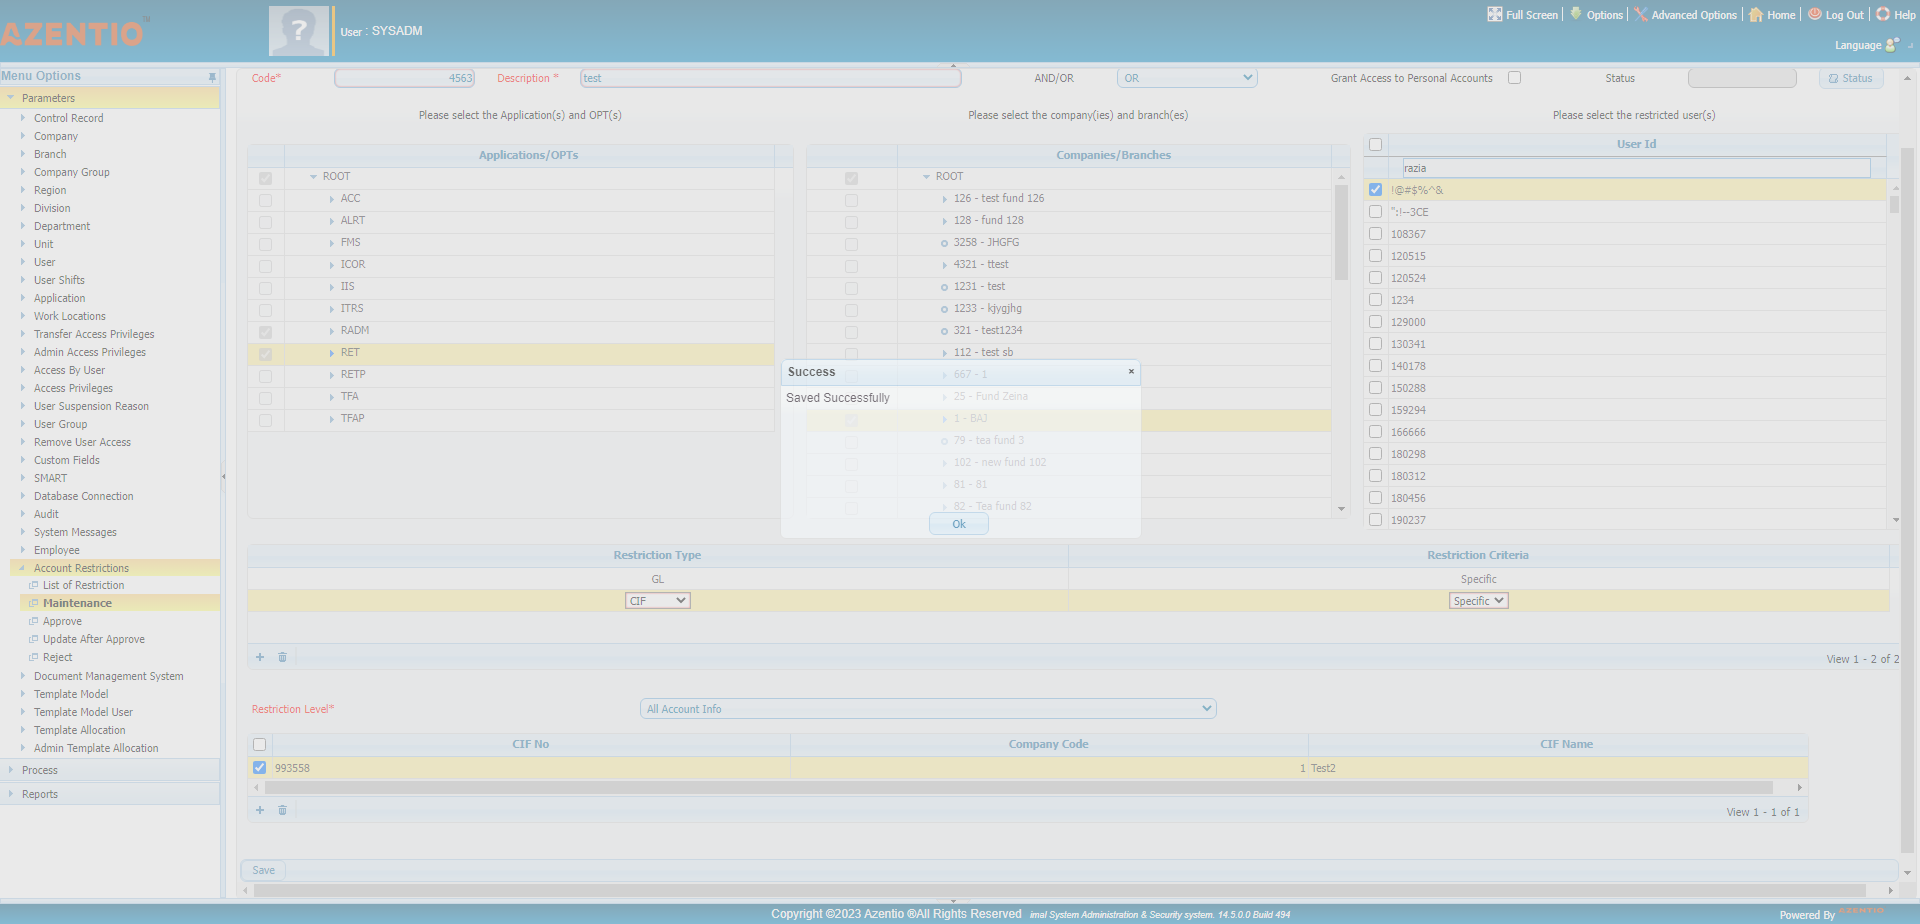 AZENTIO
User : SYSADM
Full Screen | Options | Advanced Options | Home | Log Out | Help
Language
Menu Options
Parameters
Control Record
Company
Branch
Company Group
Region
Division
Department
Unit
User
User Shifts
Application
Work Locations
Transfer Access Privileges
Admin Access Privileges
Access By User
Access Privileges
User Suspension Reason
User Group
Remove User Access
Custom Fields
SMART
Database Connection
Audit
System Messages
Employee
Account Restrictions
List of Restriction
Maintenance
Approve
Update After Approve
Reject
Document Management System
Template Model
Template Model User
Template Allocation
Admin Template Allocation
Process
Reports
Code* 4563 Description * test AND/OR OR Grant Access to Personal Accounts Status Status
Please select the Application(s) and OPT(s)
Applications/OPTs
ROOT
ACC
ALRT
FMS
ICOR
IIS
ITRS
RADM
RET
RETP
TFA
TFAP
Please select the company(ies) and branch(es)
Companies/Branches
ROOT
126 - test fund 126
128 - fund 128
3258 - JHGFG
4321 - ttest
1231 - test
1233 - kjygjhg
321 - test1234
112 - test sb
667 - 1
25 - Fund Zeina
1 - BAJ
79 - tea fund 3
102 - new fund 102
81 - 81
82 - Tea fund 82
Success ×
Saved Successfully
Ok
Please select the restricted user(s)
User Id
razia
!@#$%^&
":!--3CE
108367
120515
120524
1234
129000
130341
140178
150288
159294
166666
180298
180312
180456
190237
Restriction Type Restriction Criteria
GL Specific
CIF Specific
View 1 - 2 of 2
Restriction Level* All Account Info
CIF No Company Code CIF Name
993558 1 Test2
View 1 - 1 of 1
Save
Copyright ©2023 Azentio ®All Rights Reserved imal System Administration & Security system. 14.5.0.0 Build 494
Powered By AZENTIO